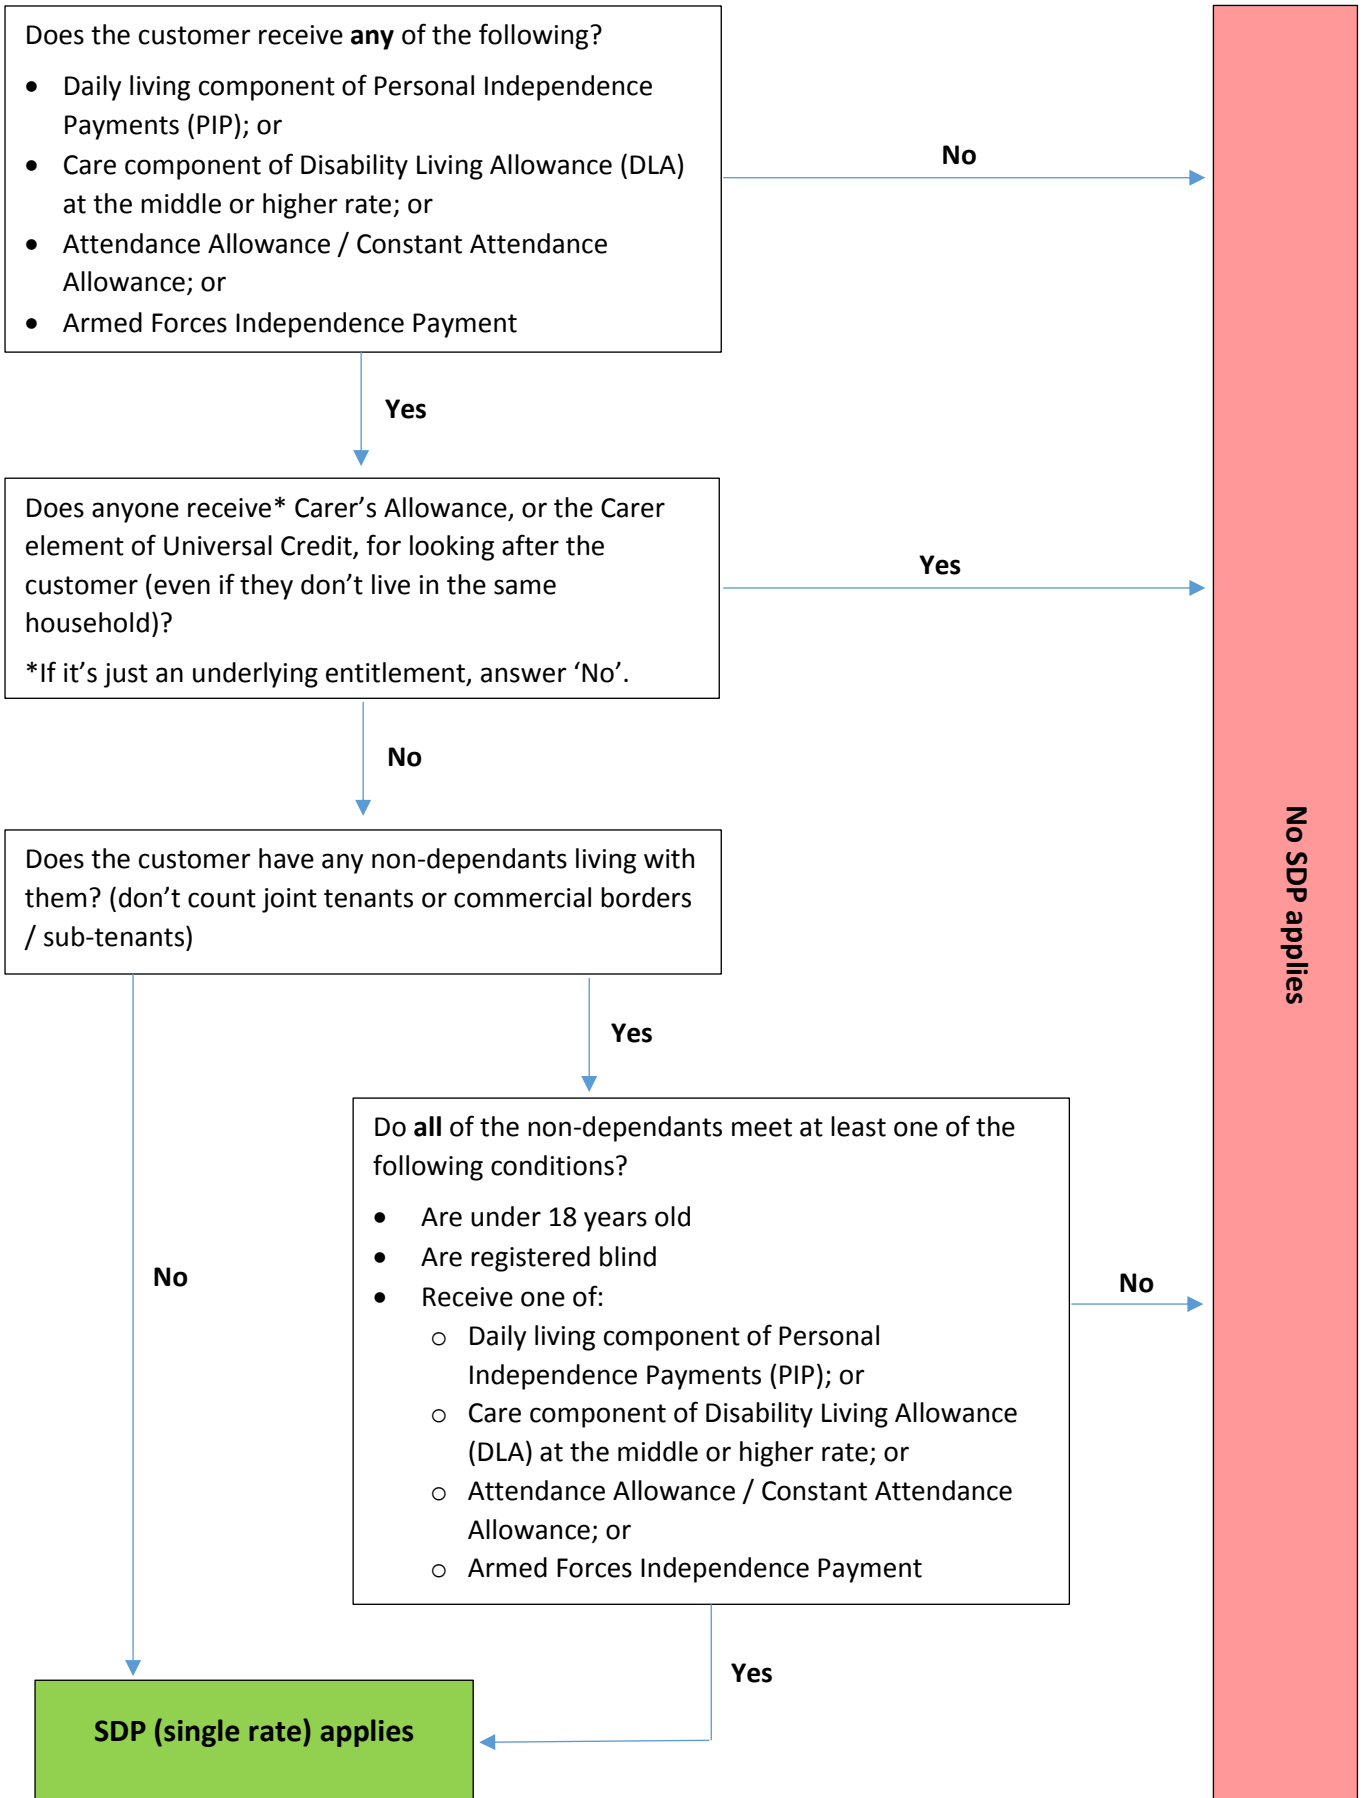 Does the customer receive any of the following?
• Daily living component of Personal Independence
Payments (PIP); or
• Care component of Disability Living Allowance (DLA)
at the middle or higher rate; or
• Attendance Allowance / Constant Attendance
Allowance; or
• Armed Forces Independence Payment
No
Yes
Does anyone receive* Carer’s Allowance, or the Carer
element of Universal Credit, for looking after the
customer (even if they don’t live in the same
household)?
*If it’s just an underlying entitlement, answer ‘No’.
Yes
No
Does the customer have any non-dependants living with
them? (don’t count joint tenants or commercial borders
/ sub-tenants)
No
Yes
Do all of the non-dependants meet at least one of the
following conditions?
• Are under 18 years old
• Are registered blind
• Receive one of:
o Daily living component of Personal
Independence Payments (PIP); or
o Care component of Disability Living Allowance
(DLA) at the middle or higher rate; or
o Attendance Allowance / Constant Attendance
Allowance; or
o Armed Forces Independence Payment
No
Yes
SDP (single rate) applies
No SDP applies